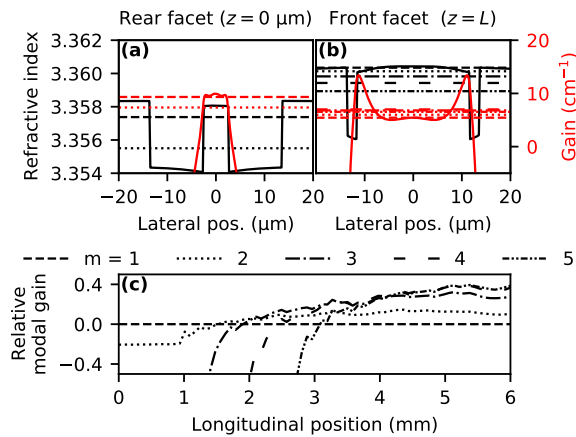 Rear facet (z = 0 µm)
Front facet (z = L)
(a)
(b)
Refractive index
3.362
3.360
3.358
3.356
3.354
20
10
0
Gain (cm⁻¹)
−20 −10 0 10 20
−10 0 10 20
Lateral pos. (µm)
Lateral pos. (µm)
m = 1 2 3 4 5
(c)
Relative
modal gain
0.4
0.0
−0.4
0 1 2 3 4 5 6
Longitudinal position (mm)